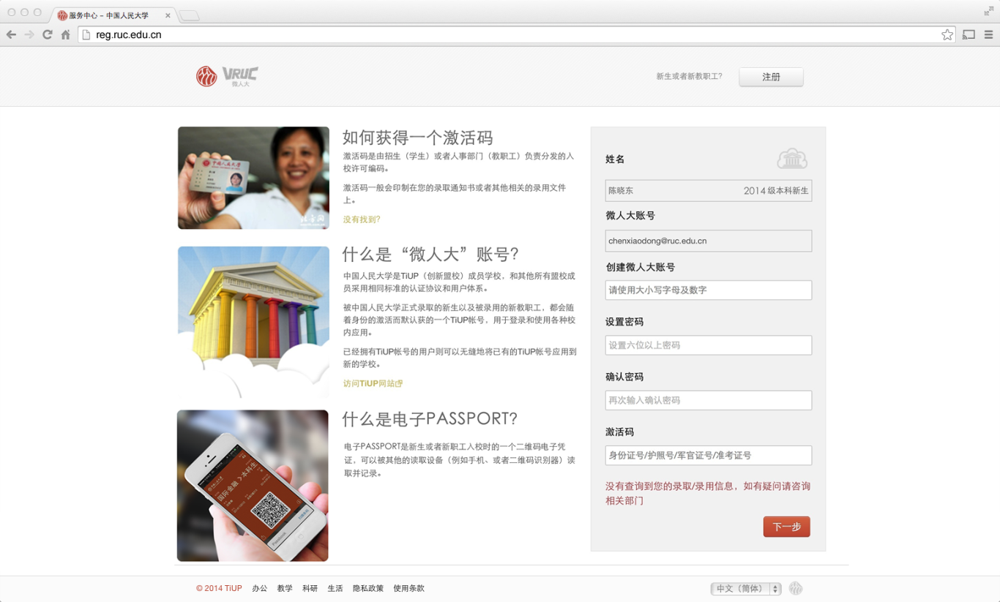 服务中心 - 中国人民大学
reg.ruc.edu.cn
VRUC
微人大
新生或者新教职工?
注册
中国人民大学
如何获得一个激活码
激活码是由招生（学生）或者人事部门（教职工）负责分发的入
校许可编码。
激活码一般会印制在您的录取通知书或者其他相关的录用文件
上。
没有找到?
什么是“微人大”账号?
中国人民大学是TiUP（创新盟校）成员学校，和其他所有盟校成
员采用相同标准的认证协议和用户体系。
被中国人民大学正式录取的新生以及被录用的新教职工，都会随
着身份的激活而默认获的一个TiUP帐号，用于登录和使用各种校
内应用。
已经拥有TiUP帐号的用户则可以无缝地将已有的TiUP帐号应用到
新的学校。
访问TiUP网站
国际金融 > 本科生
Passbook
什么是电子PASSPORT?
电子PASSPORT是新生或者新职工入校时的一个二维码电子凭
证，可以被其他的读取设备（例如手机、或者二维码识别器）读
取并记录。
姓名
陈晓东 2014 级本科新生
微人大账号
chenxiaodong@ruc.edu.cn
创建微人大账号
请使用大小写字母及数字
设置密码
设置六位以上密码
确认密码
再次输入确认密码
激活码
身份证号/护照号/军官证号/准考证号
没有查询到您的录取/录用信息，如有疑问请咨询
相关部门
下一步
© 2014 TiUP 办公 教学 科研 生活 隐私政策 使用条款
中文（简体）